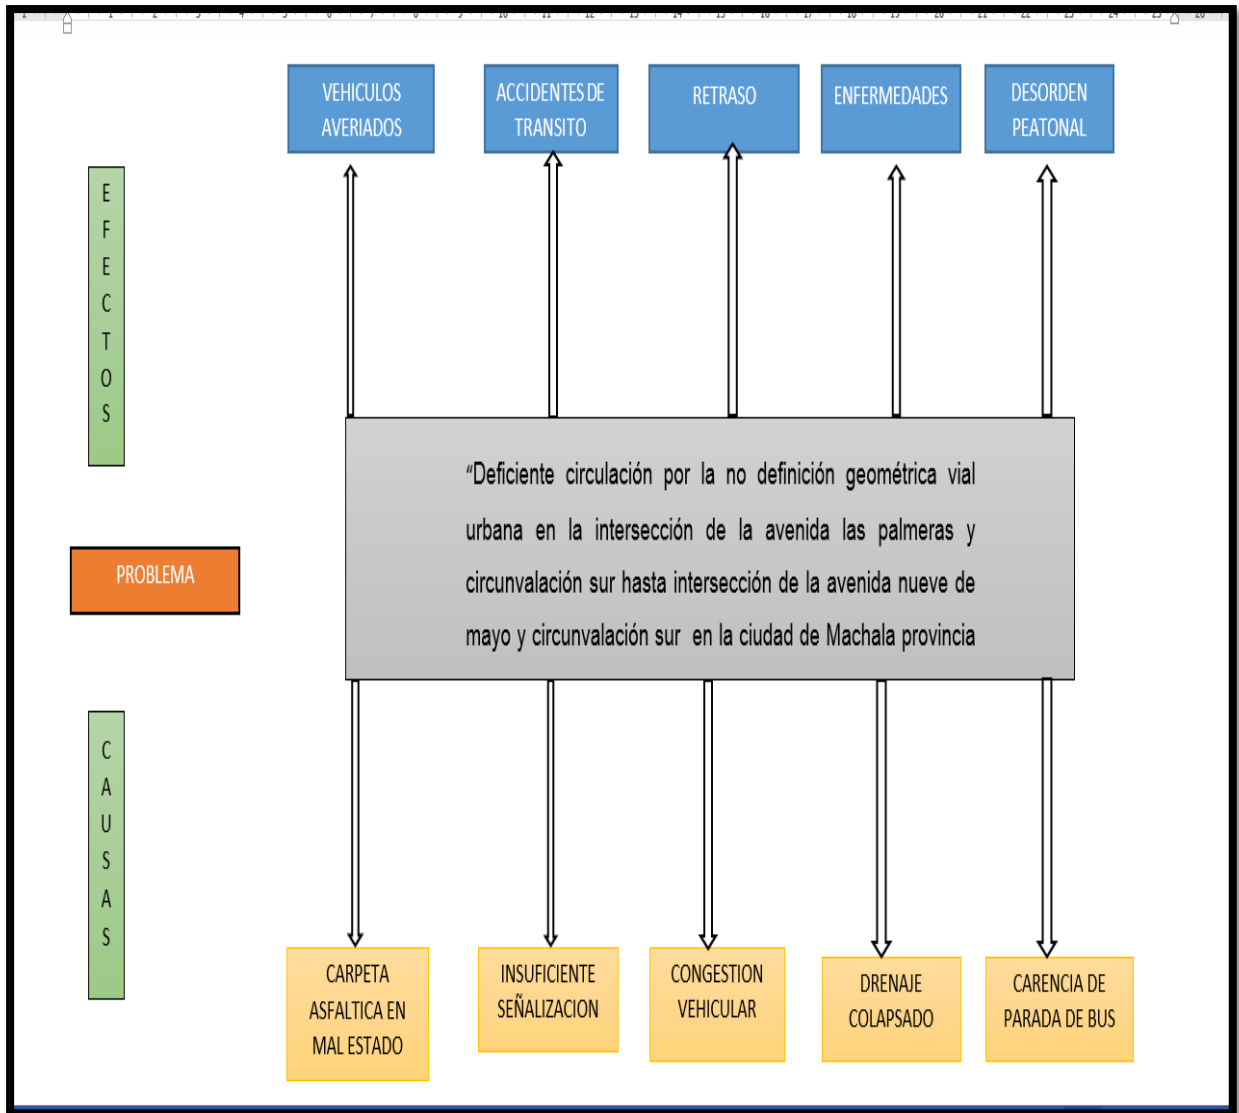 VEHICULOS
AVERIADOS
ACCIDENTES DE
TRANSITO
RETRASO
ENFERMEDADES
DESORDEN
PEATONAL
E
F
E
C
T
O
S
“Deficiente circulación por la no definición geométrica vial
urbana en la intersección de la avenida las palmeras y
circunvalación sur hasta intersección de la avenida nueve de
mayo y circunvalación sur en la ciudad de Machala provincia
PROBLEMA
C
A
U
S
A
S
CARPETA
ASFALTICA EN
MAL ESTADO
INSUFICIENTE
SEÑALIZACION
CONGESTION
VEHICULAR
DRENAJE
COLAPSADO
CARENCIA DE
PARADA DE BUS